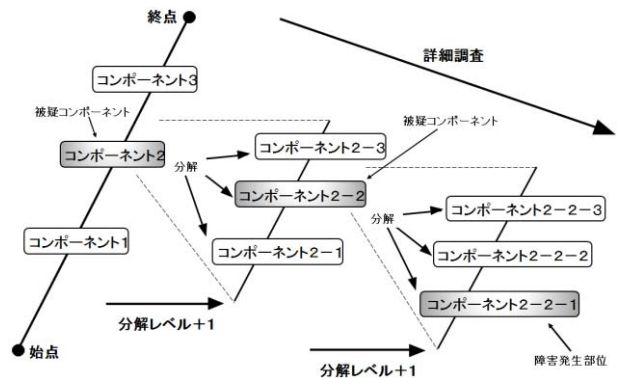 終点
詳細調査
コンポーネント3
被疑コンポーネント
コンポーネント2
被疑コンポーネント
分解
コンポーネント2-3
コンポーネント2-2
分解
コンポーネント2-2-3
コンポーネント1
コンポーネント2-1
コンポーネント2-2-2
コンポーネント2-2-1
分解レベル+1
始点
障害発生部位
分解レベル+1